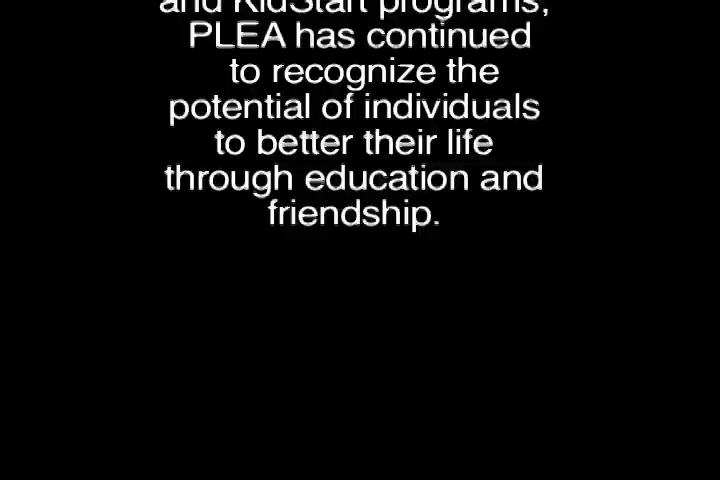 and KidStart programs,
PLEA has continued
to recognize the
potential of individuals
to better their life
through education and
friendship.